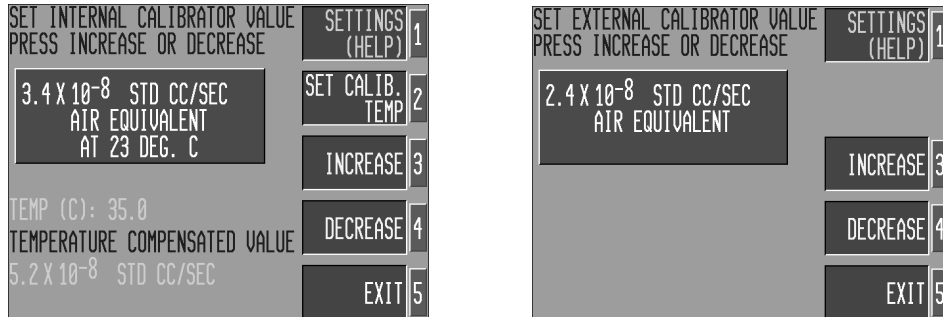 SET INTERNAL CALIBRATOR VALUE
PRESS INCREASE OR DECREASE
3.4 X 10⁻⁸ STD CC/SEC
AIR EQUIVALENT
AT 23 DEG. C
TEMP (C): 35.0
TEMPERATURE COMPENSATED VALUE
5.2 X 10⁻⁸ STD CC/SEC
SETTINGS 1
(HELP)
SET CALIB. 2
TEMP
INCREASE 3
DECREASE 4
EXIT 5
SET EXTERNAL CALIBRATOR VALUE
PRESS INCREASE OR DECREASE
2.4 X 10⁻⁸ STD CC/SEC
AIR EQUIVALENT
SETTINGS 1
(HELP)
INCREASE 3
DECREASE 4
EXIT 5